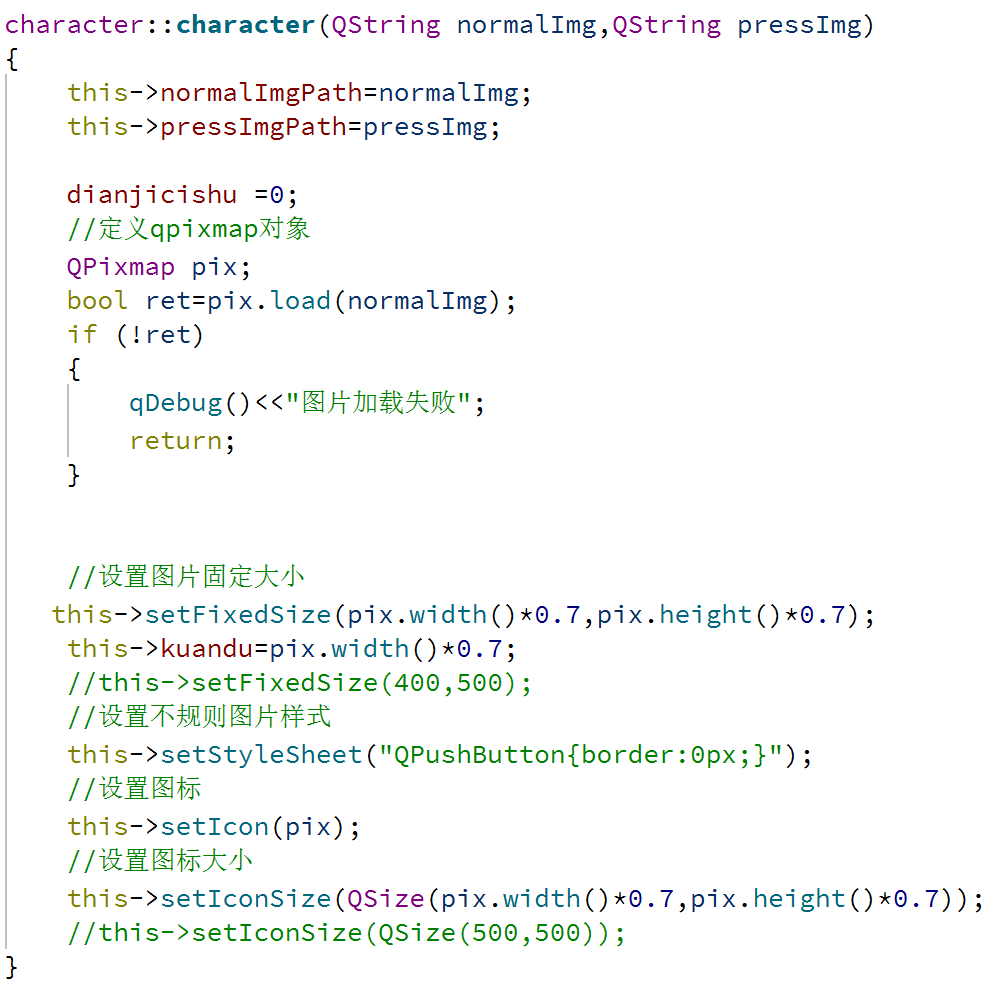 character::character(QString normalImg,QString pressImg)
{
    this->normalImgPath=normalImg;
    this->pressImgPath=pressImg;

    dianjicishu =0;
    //定义qpixmap对象
    QPixmap pix;
    bool ret=pix.load(normalImg);
    if (!ret)
    {
        qDebug()<<"图片加载失败";
        return;
    }


    //设置图片固定大小
   this->setFixedSize(pix.width()*0.7,pix.height()*0.7);
    this->kuandu=pix.width()*0.7;
    //this->setFixedSize(400,500);
    //设置不规则图片样式
    this->setStyleSheet("QPushButton{border:0px;}");
    //设置图标
    this->setIcon(pix);
    //设置图标大小
    this->setIconSize(QSize(pix.width()*0.7,pix.height()*0.7));
    //this->setIconSize(QSize(500,500));
}